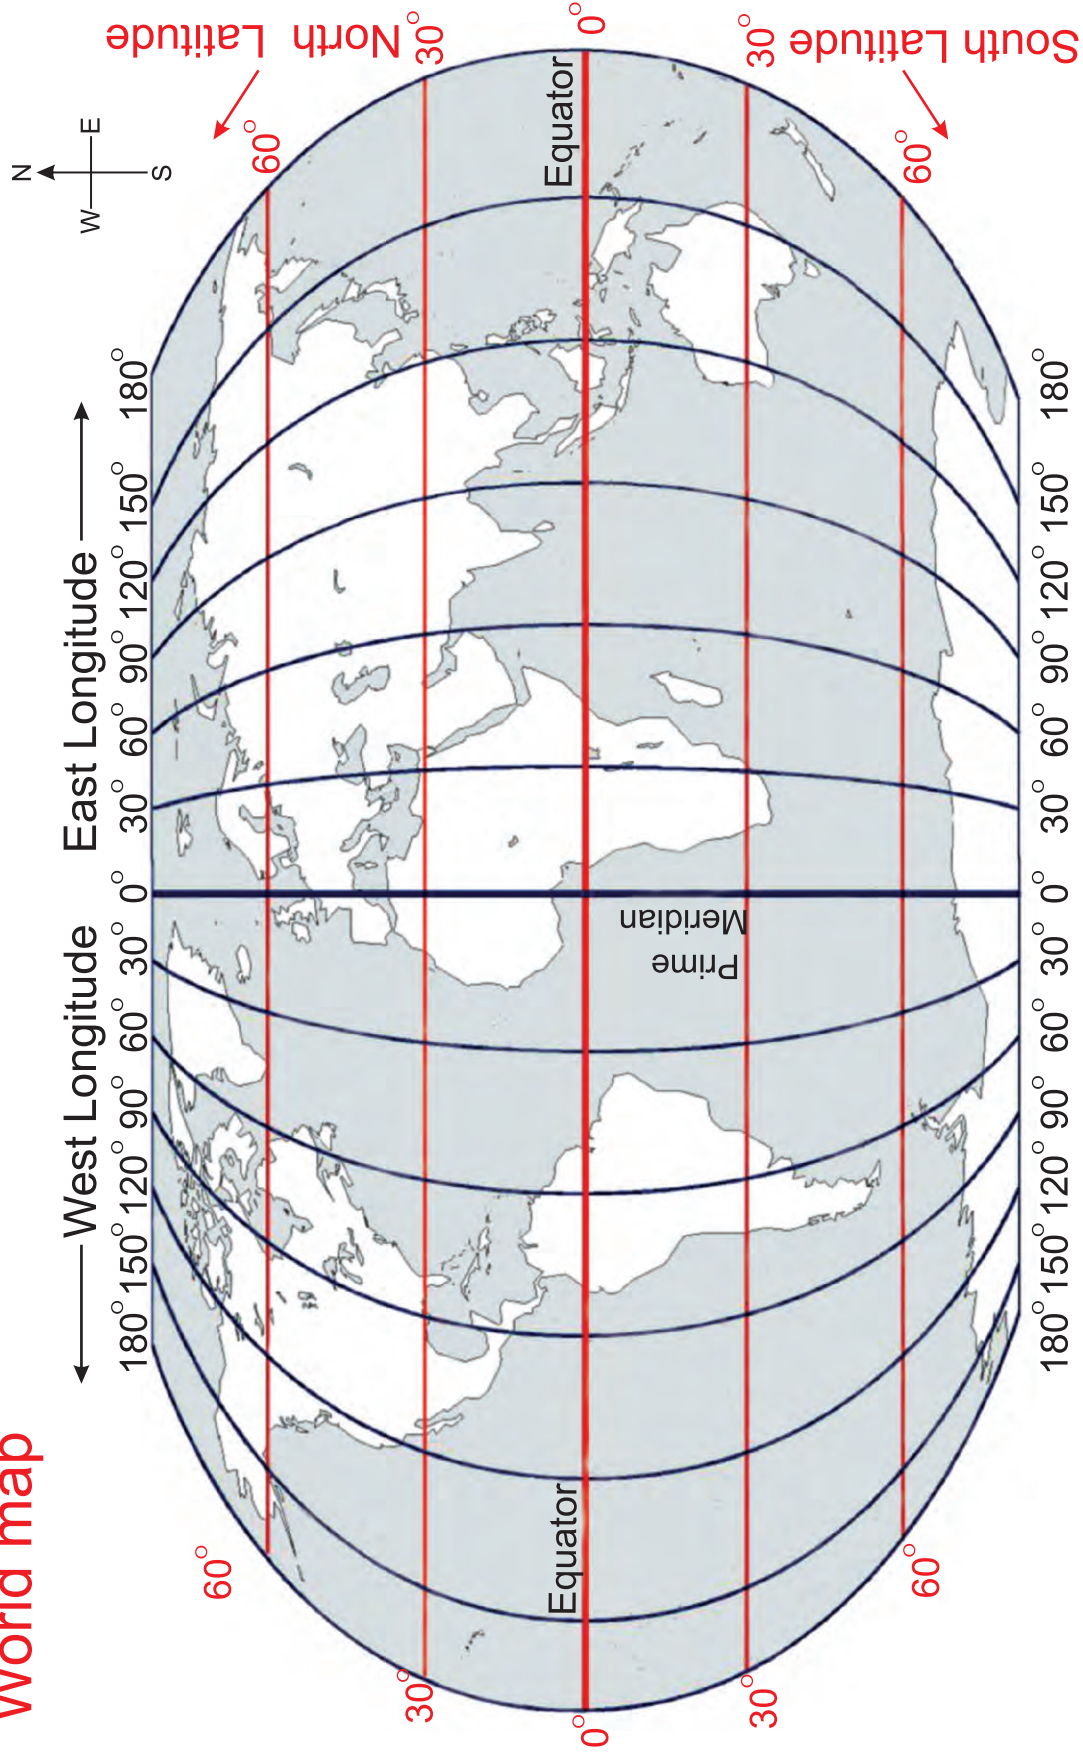 World map
N
W E
S
West Longitude East Longitude
180° 150° 120° 90° 60° 30° 0° 30° 60° 90° 120° 150° 180°
North Latitude
60° 60°
30° 30°
Equator Equator
0° 0°
Prime
Meridian
30° 30°
South Latitude
60° 60°
180° 150° 120° 90° 60° 30° 0° 30° 60° 90° 120° 150° 180°